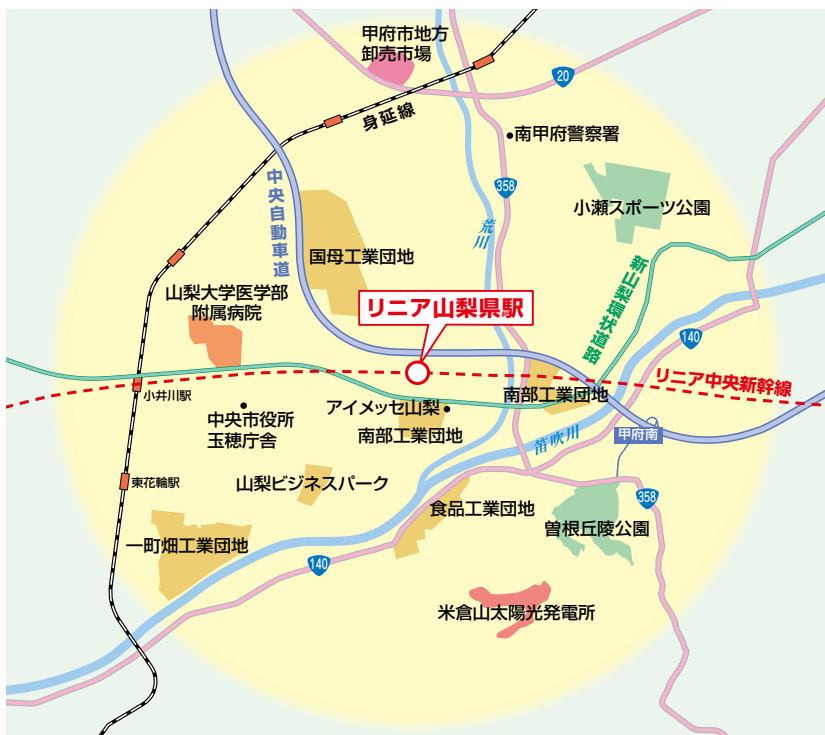 甲府市地方
卸売市場
20
身延線
南甲府警察署
358
中央自動車道
荒川
小瀬スポーツ公園
国母工業団地
新山梨環状道路
山梨大学医学部
附属病院
リニア山梨県駅
140
リニア中央新幹線
小井川駅
アイメッセ山梨
南部工業団地
中央市役所
玉穂庁舎
南部工業団地
笛吹川
甲府南
東花輪駅
山梨ビジネスパーク
食品工業団地
358
曽根丘陵公園
一町畑工業団地
140
米倉山太陽光発電所